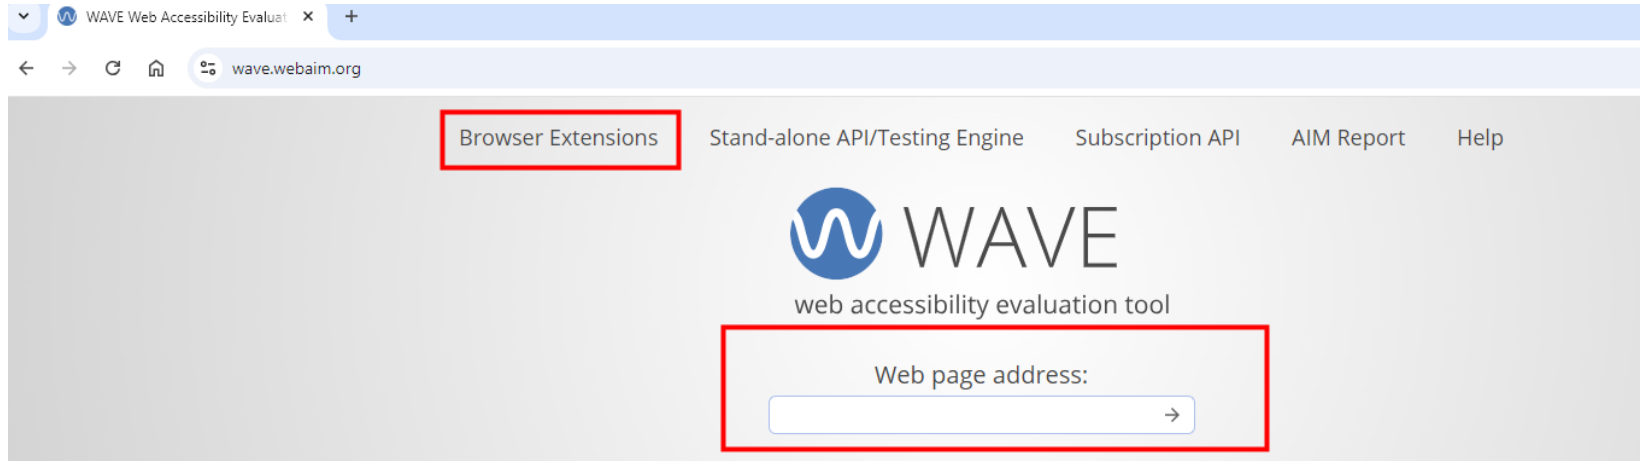 WAVE Web Accessibility Evaluat
wave.webaim.org
Browser Extensions Stand-alone API/Testing Engine Subscription API AIM Report Help
WAVE
web accessibility evaluation tool
Web page address: